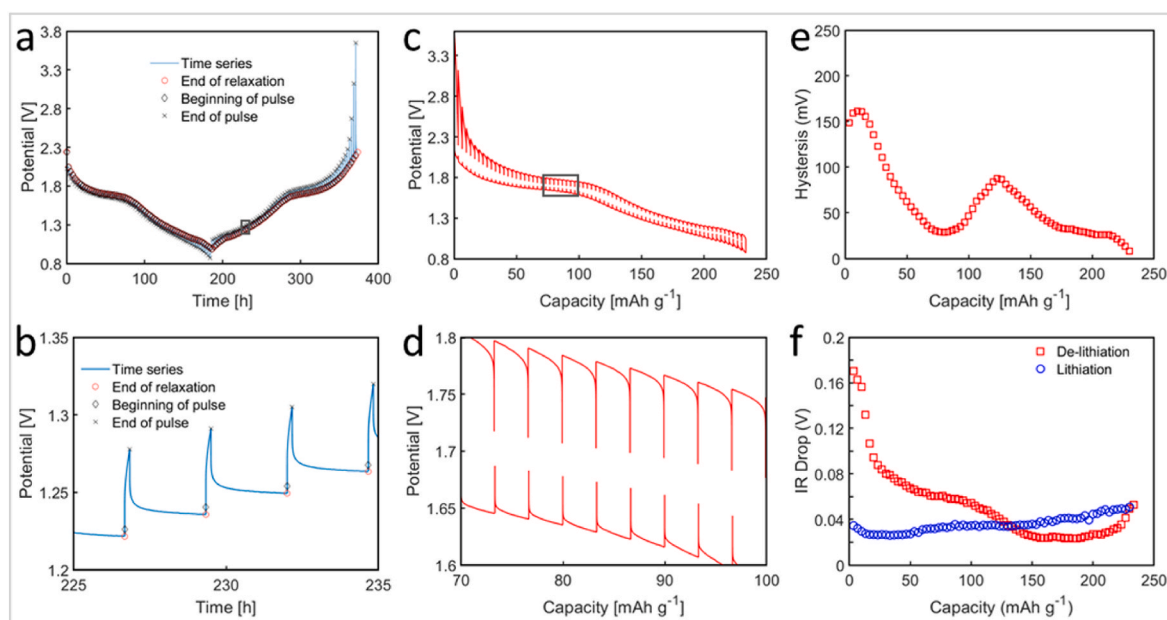 a
3.8
3.3
2.8
2.3
1.8
1.3
0.8
Potential [V]
Time series
End of relaxation
Beginning of pulse
End of pulse
0 100 200 300 400
Time [h]
c
3.3
2.8
2.3
1.8
1.3
0.8
Potential [V]
0 50 100 150 200 250
Capacity [mAh g⁻¹]
e
250
200
150
100
50
0
Hystersis (mV)
0 50 100 150 200 250
Capacity [mAh g⁻¹]
b
1.35
1.3
1.25
1.2
Potential [V]
Time series
End of relaxation
Beginning of pulse
End of pulse
225 230 235
Time [h]
d
1.8
1.75
1.7
1.65
1.6
Potential [V]
70 80 90 100
Capacity [mAh g⁻¹]
f
0.2
0.16
0.12
0.08
0.04
0
IR Drop (V)
De-lithiation
Lithiation
0 50 100 150 200 250
Capacity (mAh g⁻¹)